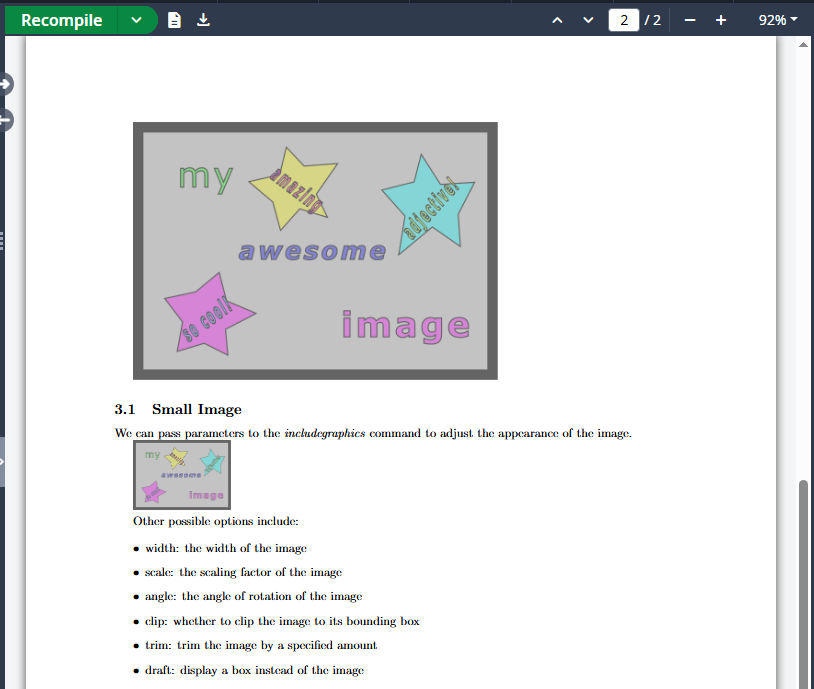 Recompile
2 / 2
92%
my
amazing
adjective!
awesome
so cool!
image
3.1 Small Image
We can pass parameters to the includegraphics command to adjust the appearance of the image.
my
awesome
image
Other possible options include:
• width: the width of the image
• scale: the scaling factor of the image
• angle: the angle of rotation of the image
• clip: whether to clip the image to its bounding box
• trim: trim the image by a specified amount
• draft: display a box instead of the image